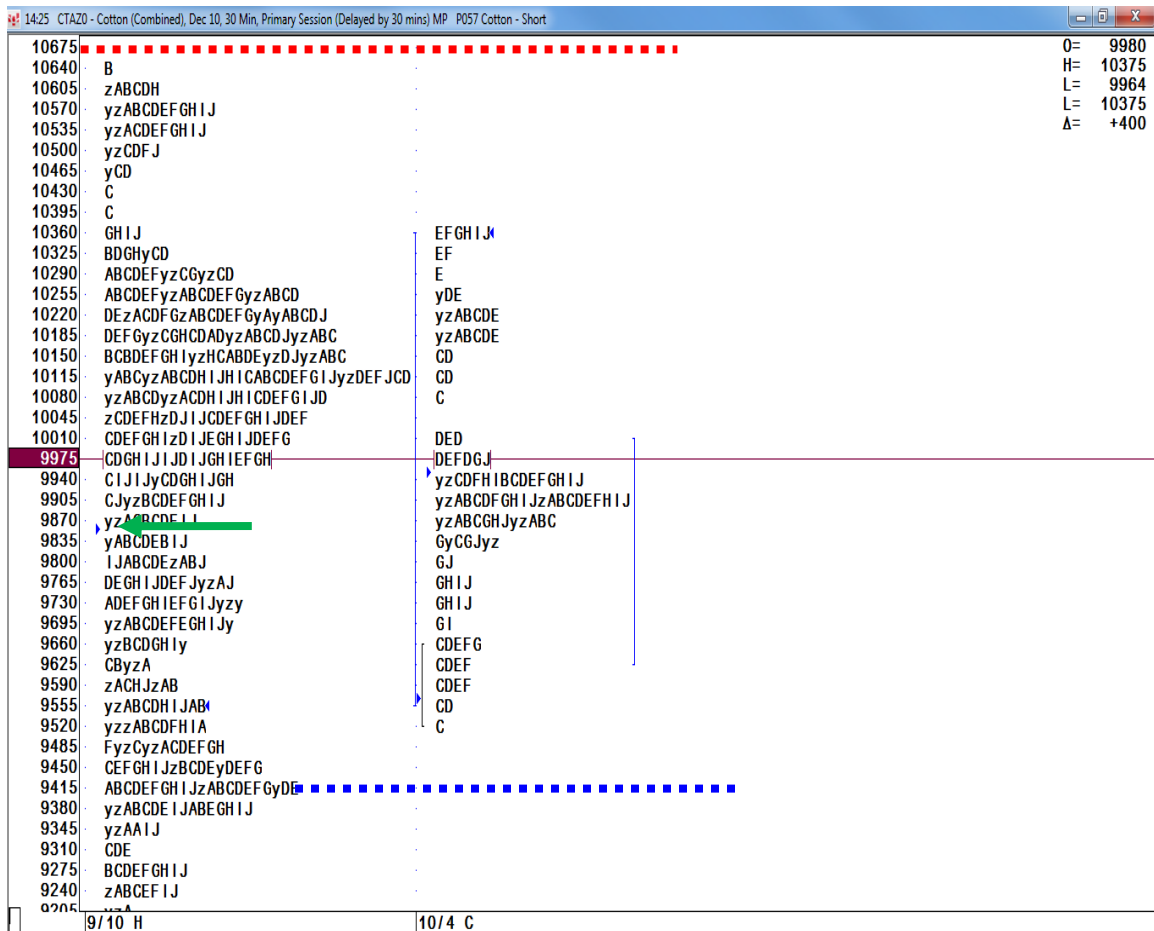 14:25 CTAZ0 - Cotton (Combined), Dec 10, 30 Min, Primary Session (Delayed by 30 mins) MP P057 Cotton - Short
O= 9980
H= 10375
L= 9964
L= 10375
Δ= +400
10675
10640 B
10605 zABCDH
10570 yzABCDEFGHIJ
10535 yzACDEFGHIJ
10500 yzCDFJ
10465 yCD
10430 C
10395 C
10360 GHIJ EFGHIJ
10325 BDGHyCD EF
10290 ABCDEFyzCGyzCD E
10255 ABCDEFyzABCDEFGyzABCD yDE
10220 DEzACDFGzABCDEFGyAyABCDJ yzABCDE
10185 DEFGyzCGHCDADyzABCDJyzABC yzABCDE
10150 BCBDEFGHIyzHCABDEyzDJyzABC CD
10115 yABCyzABCDHIJHICABCDEFGIJyzDEFJCD CD
10080 yzABCDyzACDHIJHICDEFGIJD C
10045 zCDEFHzDJIJCDEFGHIJDEF
10010 CDEFGHIzDIJEGHIJDEFG DED
9975 CDGHIJIJDIJGHIEFGH DEFDGJ
9940 CIJIJyCDGHIJGH yzCDFHIBCDEFGHIJ
9905 CJyzBCDEFGHIJ yzABCDFGHIJzABCDEFHIJ
9870 yzABCGHJyzABC
9835 yABCDEBIJ GyCGJyz
9800 IJABCDEzABJ GJ
9765 DEGHIJDEFJyzAJ GHIJ
9730 ADEFGHIEFGIJyzy GHIJ
9695 yzABCDEFEGHIJy GI
9660 yzBCDGHIy CDEFG
9625 CByzA CDEF
9590 zACHJzAB CDEF
9555 yzABCDHIJAB CD
9520 yzzABCDFHIA C
9485 FyzCyzACDEFGH
9450 CEFGHIJzBCDEyDEFG
9415 ABCDEFGHIJzABCDEFGyDE
9380 yzABCDEIJABEGHIJ
9345 yzAAIJ
9310 CDE
9275 BCDEFGHIJ
9240 zABCEFIJ
9205 yzA
9/10 H 10/4 C